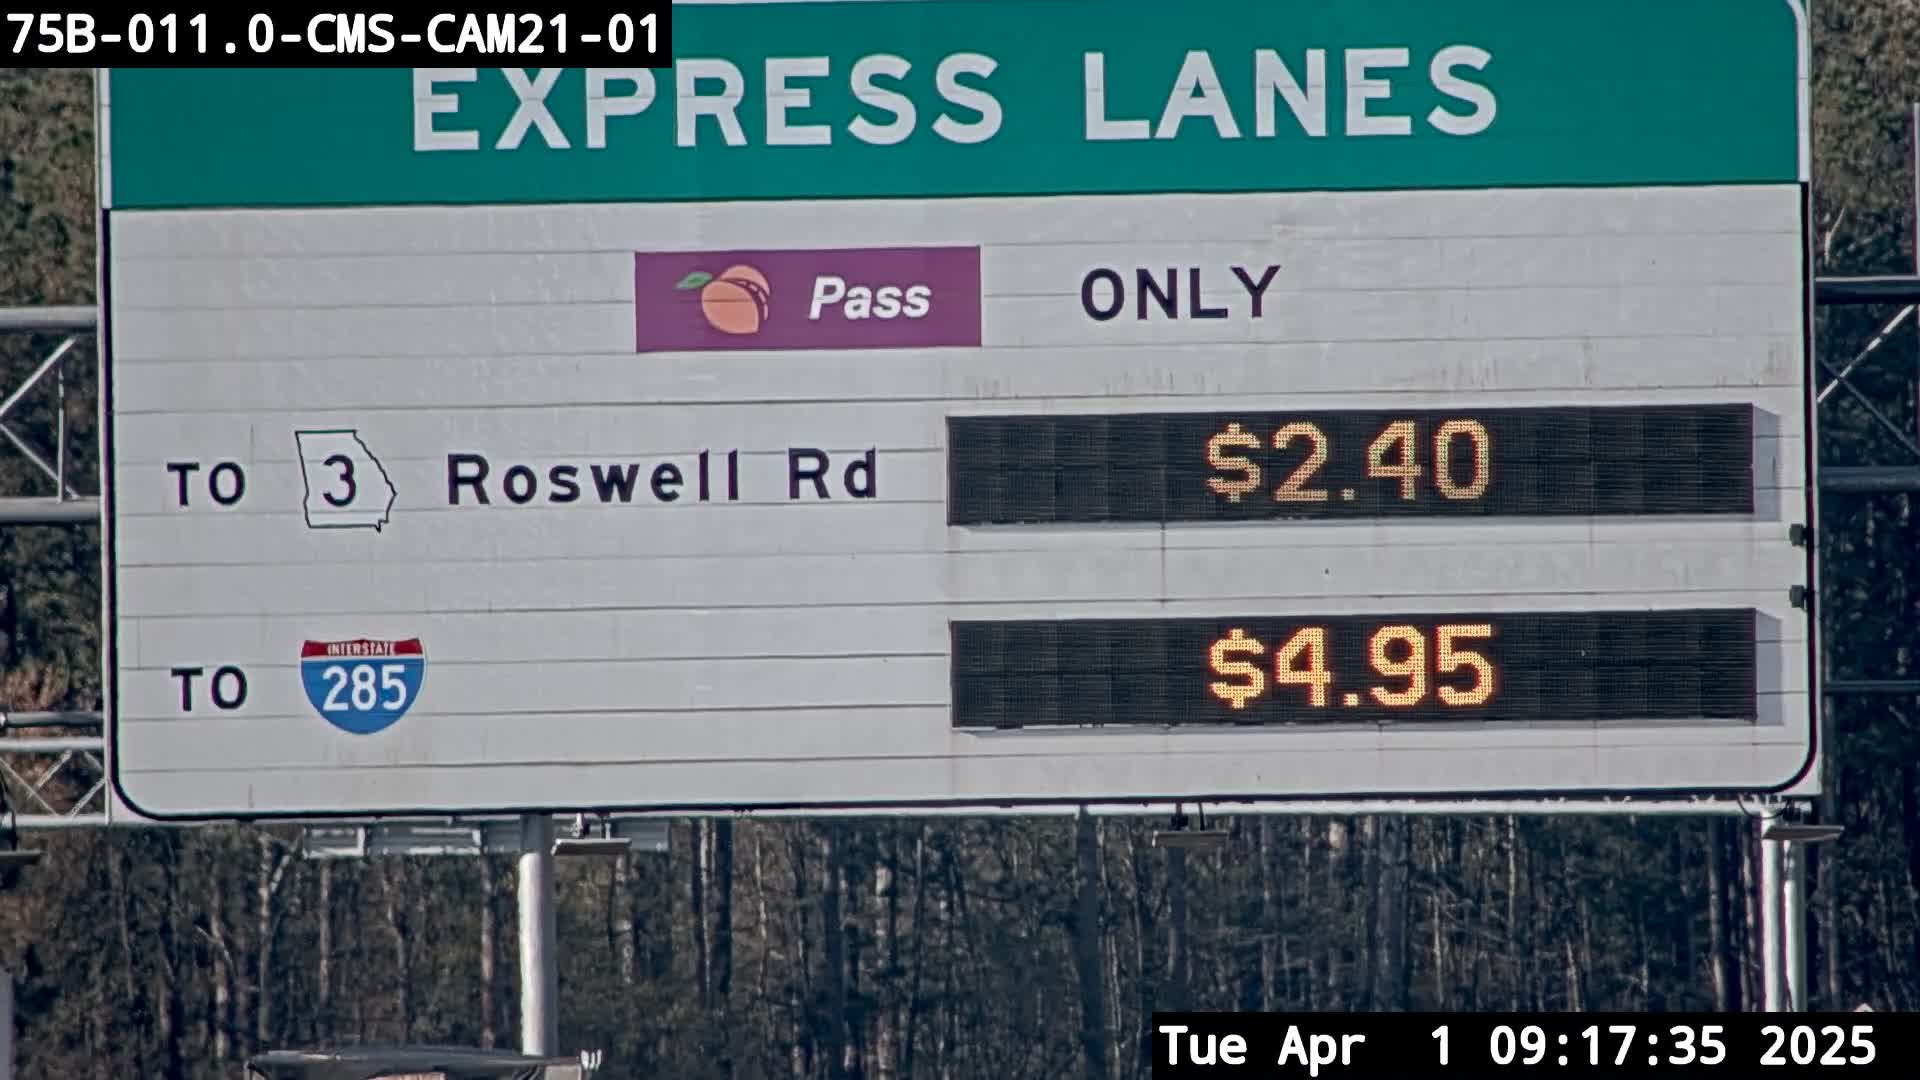 75B-011.0-CMS-CAM21-01
EXPRESS LANES
Pass ONLY
TO 3 Roswell Rd $2.40
INTERSTATE
TO 285 $4.95
Tue Apr 1 09:17:35 2025